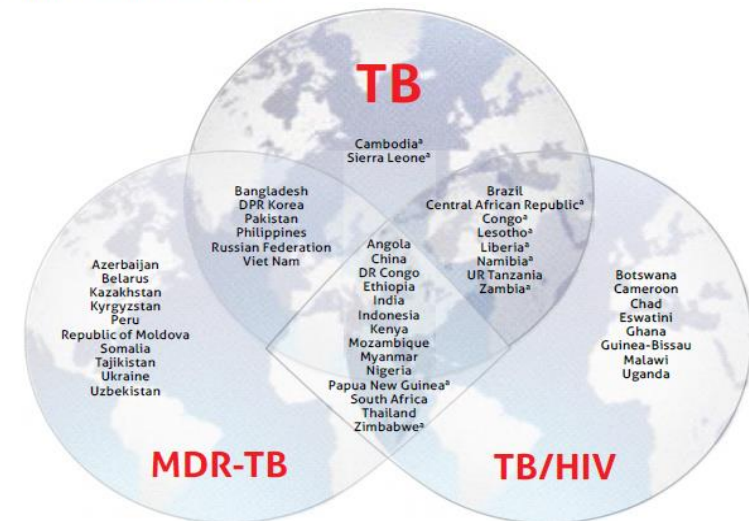 TB
Cambodiaª
Sierra Leoneª
Bangladesh
DPR Korea
Pakistan
Philippines
Russian Federation
Viet Nam
Brazil
Central African Republicª
Congoª
Lesothoª
Liberiaª
Namibiaª
UR Tanzania
Zambiaª
Angola
China
DR Congo
Ethiopia
India
Indonesia
Kenya
Mozambique
Myanmar
Nigeria
Papua New Guineaª
South Africa
Thailand
Zimbabweª
Azerbaijan
Belarus
Kazakhstan
Kyrgyzstan
Peru
Republic of Moldova
Somalia
Tajikistan
Ukraine
Uzbekistan
Botswana
Cameroon
Chad
Eswatini
Ghana
Guinea-Bissau
Malawi
Uganda
MDR-TB
TB/HIV